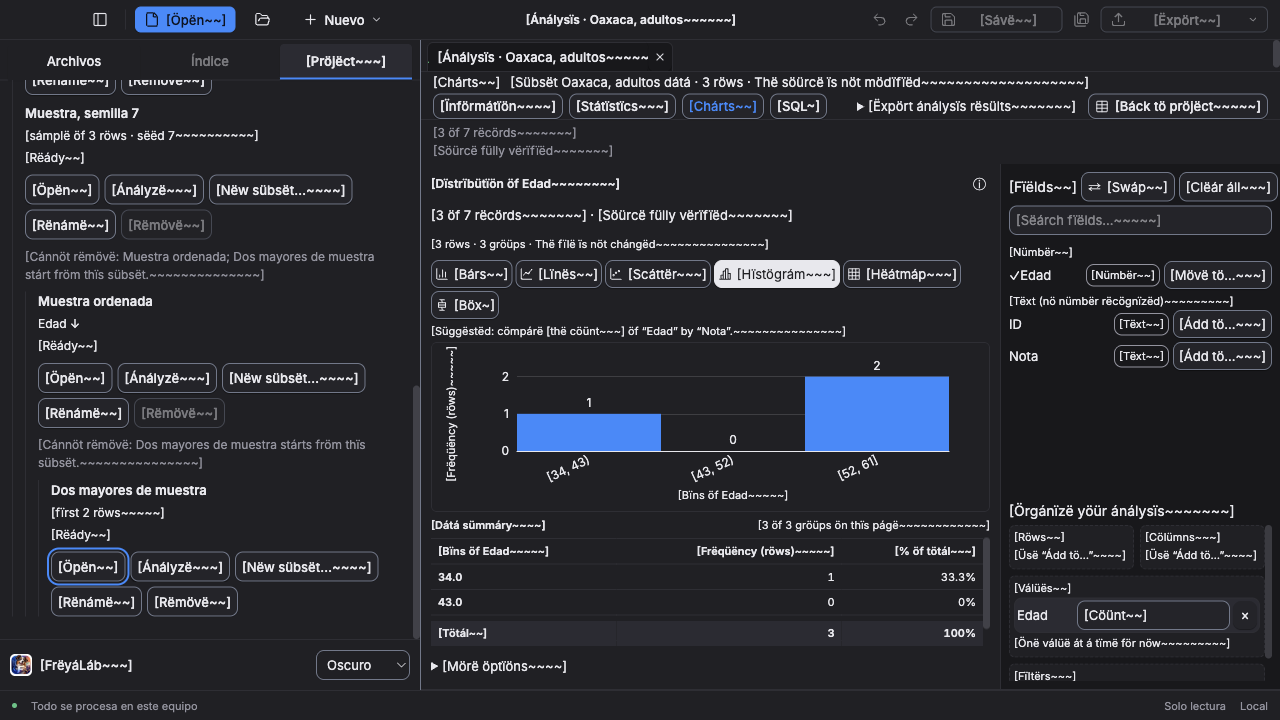 [Öpën~~]
Nuevo
[Ánálysïs · Oaxaca, adultos~~~~~~]
[Sávë~~]
[Ëxpört~~]
Archivos
Índice
[Pröjëct~~~]
[Ánálysïs · Oaxaca, adultos~~~~~ ×
[Rënámë~~] [Rëmövë~~]
Muestra, semilla 7
[sámplë öf 3 röws · sëëd 7~~~~~~~~~~]
[Rëády~~]
[Öpën~~] [Ánályzë~~~] [Nëw sübsët...~~~~]
[Rënámë~~] [Rëmövë~~]
[Cánnöt rëmövë: Muestra ordenada; Dos mayores de muestra
stárt fröm thïs sübsët.~~~~~~~~~~~~~~]
Muestra ordenada
Edad ↓
[Rëády~~]
[Öpën~~] [Ánályzë~~~] [Nëw sübsët...~~~~]
[Rënámë~~] [Rëmövë~~]
[Cánnöt rëmövë: Dos mayores de muestra stárts fröm thïs
sübsët.~~~~~~~~~~~~~~~]
Dos mayores de muestra
[fïrst 2 röws~~~~~]
[Rëády~~]
[Öpën~~] [Ánályzë~~~] [Nëw sübsët...~~~~]
[Rënámë~~] [Rëmövë~~]
[FrëyáLáb~~~]
Oscuro
[Chárts~~] [Sübsët Oaxaca, adultos dátá · 3 röws · Thë söürcë ïs nöt mödïfïëd~~~~~~~~~~~~~~~~~]
[Ïnförmátïön~~~~] [Státïstïcs~~~] [Chárts~~] [SQL~]
▶ [Ëxpört ánálysïs rësülts~~~~~~~] [Báck tö pröjëct~~~~~]
[3 öf 7 rëcörds~~~~~~~]
[Söürcë fülly vërïfïëd~~~~~~~]
[Dïstrïbütïön öf Edad~~~~~~~~]
[3 öf 7 rëcörds~~~~~~~] · [Söürcë fülly vërïfïëd~~~~~~~]
[3 röws · 3 gröüps · Thë fïlë ïs nöt chángëd~~~~~~~~~~~~~~~]
[Bárs~~] [Lïnës~~] [Scáttër~~~] [Hïstögrám~~~] [Hëátmáp~~~]
[Böx~]
[Süggëstëd: cömpárë [thë cöünt~~~] öf “Edad” by “Nota”.~~~~~~~~~~~~~~~]
[Frëqüëncy (röws)~~~~~]
2
1
0
1
0
2
[34, 43)
[43, 52)
[52, 61]
[Bïns öf Edad~~~~~]
[Dátá sümmáry~~~~]
[3 öf 3 gröüps ön thïs págë~~~~~~~~~~~~]
[Bïns öf Edad~~~~~] [Frëqüëncy (röws)~~~~~] [% öf tötál~~~]
34.0 1 33.3%
43.0 0 0%
[Tötál~~] 3 100%
▶ [Mörë öptïöns~~~~]
[Fïëlds~~] [Swáp~~] [Clëár áll~~~]
[Sëárch fïëlds...~~~~~]
[Nümbër~~]
✓Edad [Nümbër~~] [Mövë tö...~~~]
[Tëxt (nö nümbër rëcögnïzëd)~~~~~~~~~]
ID [Tëxt~~] [Ádd tö...~~~]
Nota [Tëxt~~] [Ádd tö...~~~]
[Örgánïzë yöür ánálysïs~~~~~~~]
[Röws~~]
[Üsë “Ádd tö...”~~~~]
[Cölümns~~~]
[Üsë “Ádd tö...”~~~~]
[Válüës~~]
Edad [Cöünt~~] ×
[Önë válüë át á tïmë för nöw~~~~~~~~~]
[Fïltërs~~~]
Todo se procesa en este equipo
Solo lectura
Local